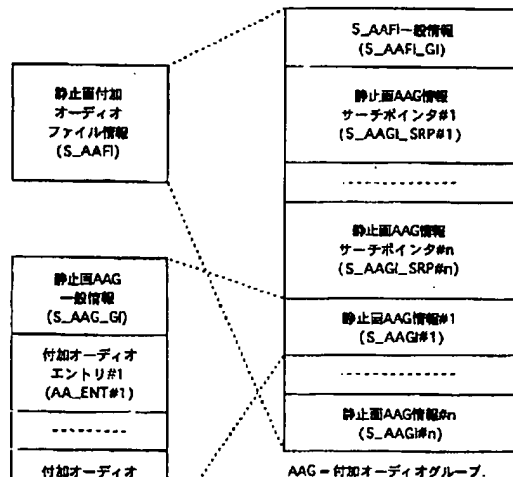 静止画付加
オーディオ
ファイル情報
(S_AAFI)
静止画AAG
一般情報
(S_AAG_GI)
付加オーディオ
エントリ#1
(AA_ENT#1)
付加オーディオ
S_AAFI一般情報
(S_AAFI_GI)
静止画AAG情報
サーチポインタ#1
(S_AAGI_SRP#1)
静止画AAG情報
サーチポインタ#n
(S_AAGI_SRP#n)
静止画AAG情報#1
(S_AAGI#1)
静止画AAG情報#n
(S_AAGI#n)
AAG=付加オーディオグループ.